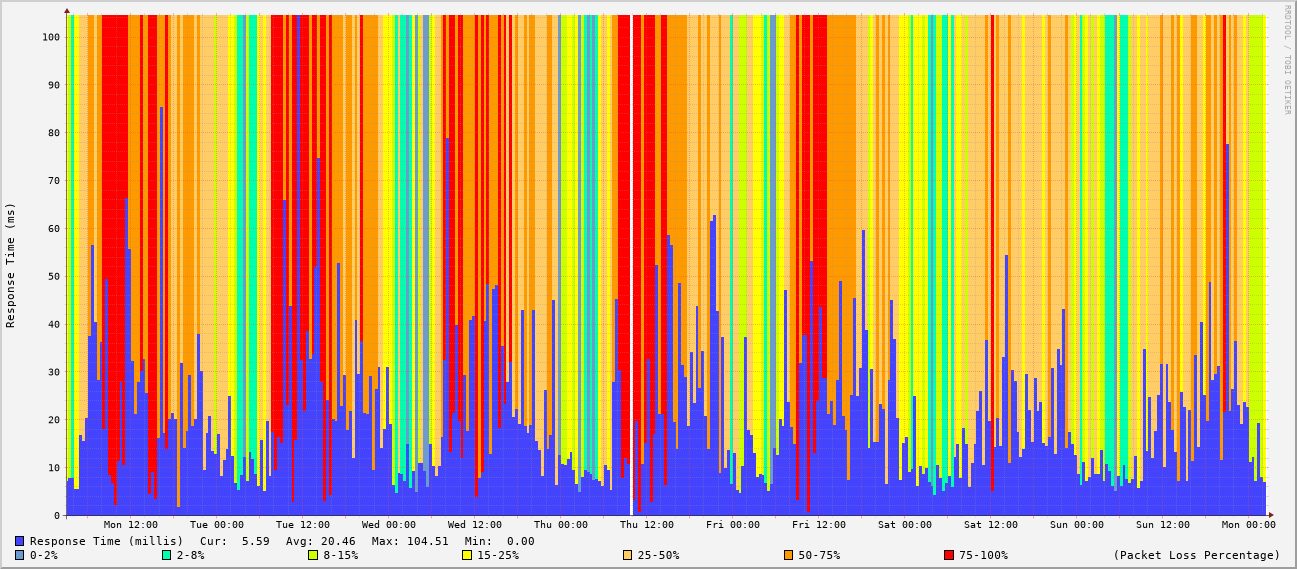 RRDTOOL / TOBI OETIKER
Response Time (ms)
100
90
80
70
60
50
40
30
20
10
0
Mon 12:00 Tue 00:00 Tue 12:00 Wed 00:00 Wed 12:00 Thu 00:00 Thu 12:00 Fri 00:00 Fri 12:00 Sat 00:00 Sat 12:00 Sun 00:00 Sun 12:00 Mon 00:00
Response Time (millis) Cur: 5.59 Avg: 20.46 Max: 104.51 Min: 0.00
0-2% 2-8% 8-15% 15-25% 25-50% 50-75% 75-100% (Packet Loss Percentage)